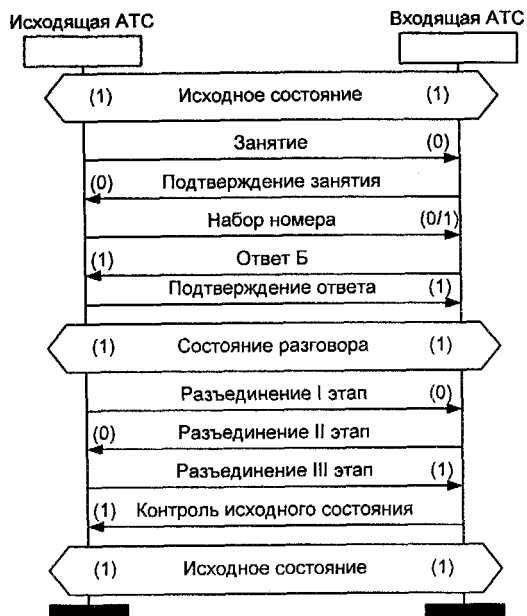 Исходящая АТС Входящая АТС
(1) Исходное состояние (1)
Занятие (0)
(0) Подтверждение занятия
Набор номера (0/1)
(1) Ответ Б
Подтверждение ответа (1)
(1) Состояние разговора (1)
Разъединение I этап (0)
(0) Разъединение II этап
Разъединение III этап (1)
(1) Контроль исходного состояния
(1) Исходное состояние (1)